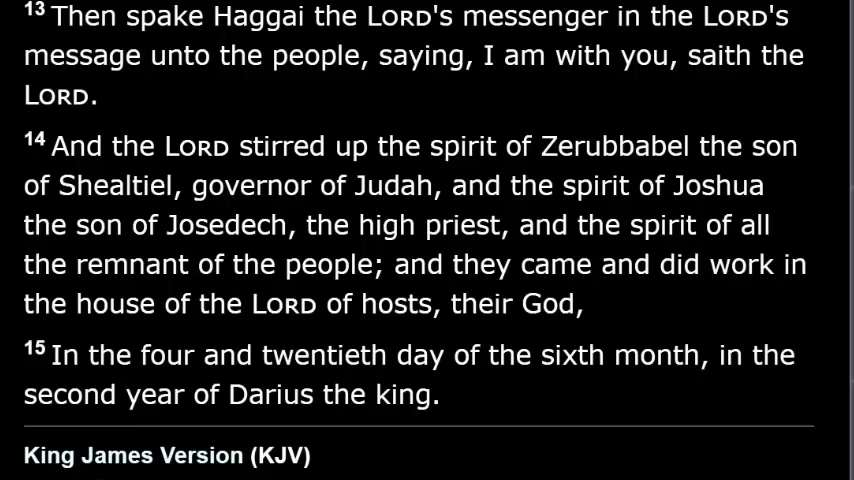 13 Then spake Haggai the LORD's messenger in the LORD's
message unto the people, saying, I am with you, saith the
LORD.
14 And the LORD stirred up the spirit of Zerubbabel the son
of Shealtiel, governor of Judah, and the spirit of Joshua
the son of Josedech, the high priest, and the spirit of all
the remnant of the people; and they came and did work in
the house of the LORD of hosts, their God,
15 In the four and twentieth day of the sixth month, in the
second year of Darius the king.
King James Version (KJV)